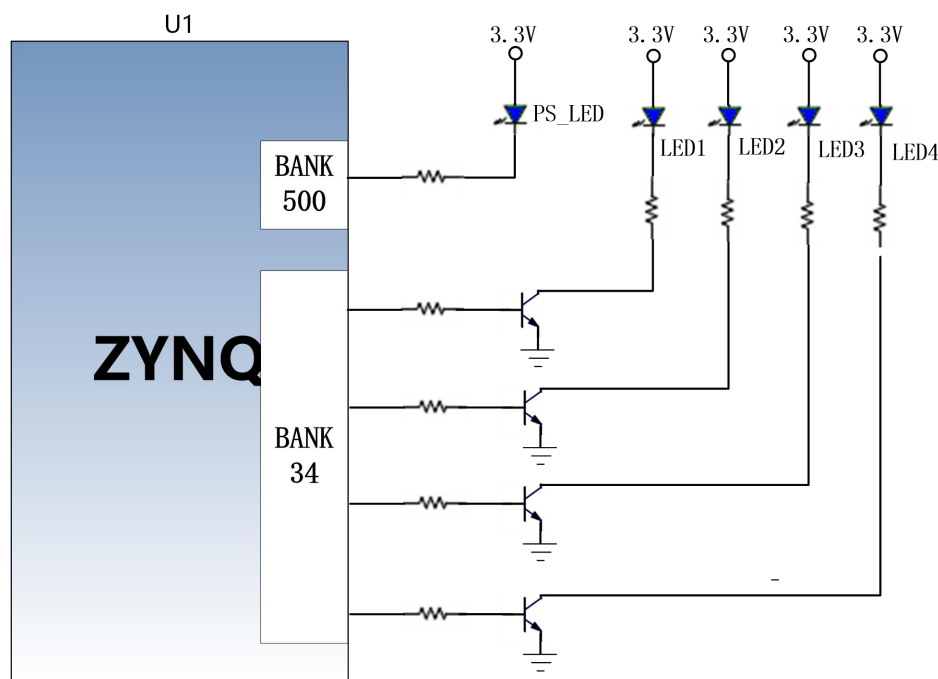 U1
3.3V
3.3V
3.3V
3.3V
3.3V
PS_LED
LED1
LED2
LED3
LED4
BANK
500
ZYNQ
BANK
34